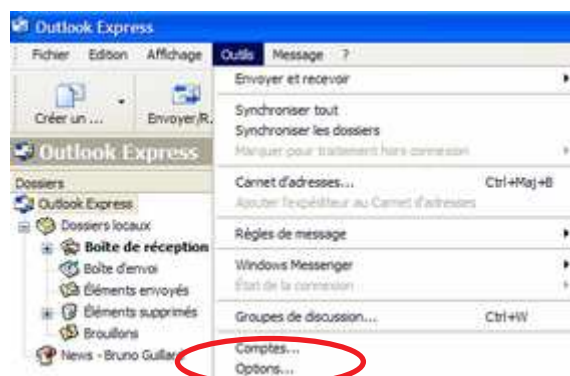 Outlook Express
Fichier Edition Affichage Outils Message ?
Créer un ... Envoyer/R.
Outlook Express
Dossiers
Outlook Express
Dossiers locaux
Boîte de réception
Boîte d'envoi
Éléments envoyés
Éléments supprimés
Brouillons
News - Bruno
Envoyer et recevoir
Synchroniser tout
Synchroniser les dossiers
Marquer pour traitement hors connexion
Carnet d'adresses... Ctrl+Maj+B
Ajouter l'expéditeur au Carnet d'adresses
Règles de message
Windows Messenger
État de la connexion
Groupes de discussion... Ctrl+W
Comptes...
Options...